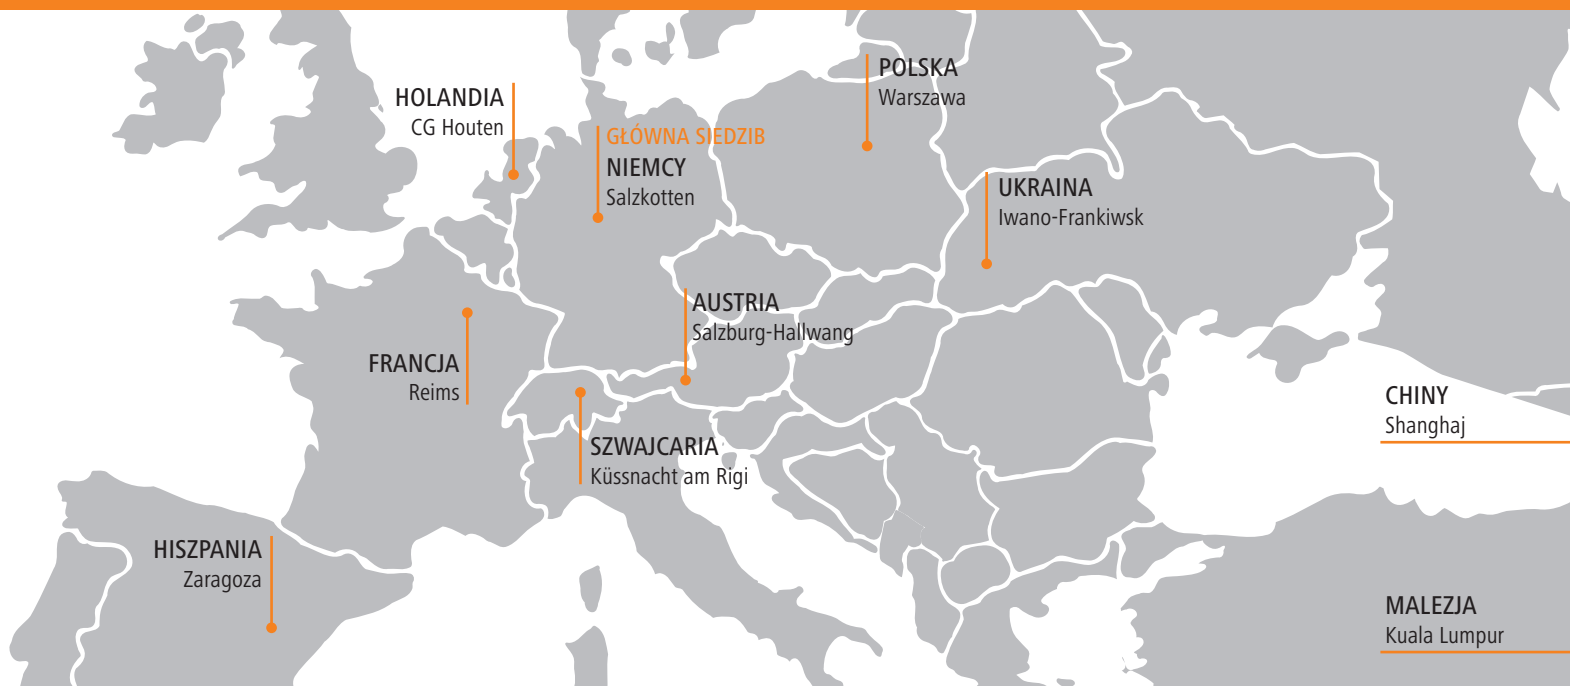 POLSKA
Warszawa
HOLANDIA
CG Houten
GŁÓWNA SIEDZIB
NIEMCY
Salzkotten
UKRAINA
Iwano-Frankiwsk
AUSTRIA
Salzburg-Hallwang
FRANCJA
Reims
CHINY
Shanghaj
SZWAJCARIA
Küssnacht am Rigi
HISZPANIA
Zaragoza
MALEZJA
Kuala Lumpur